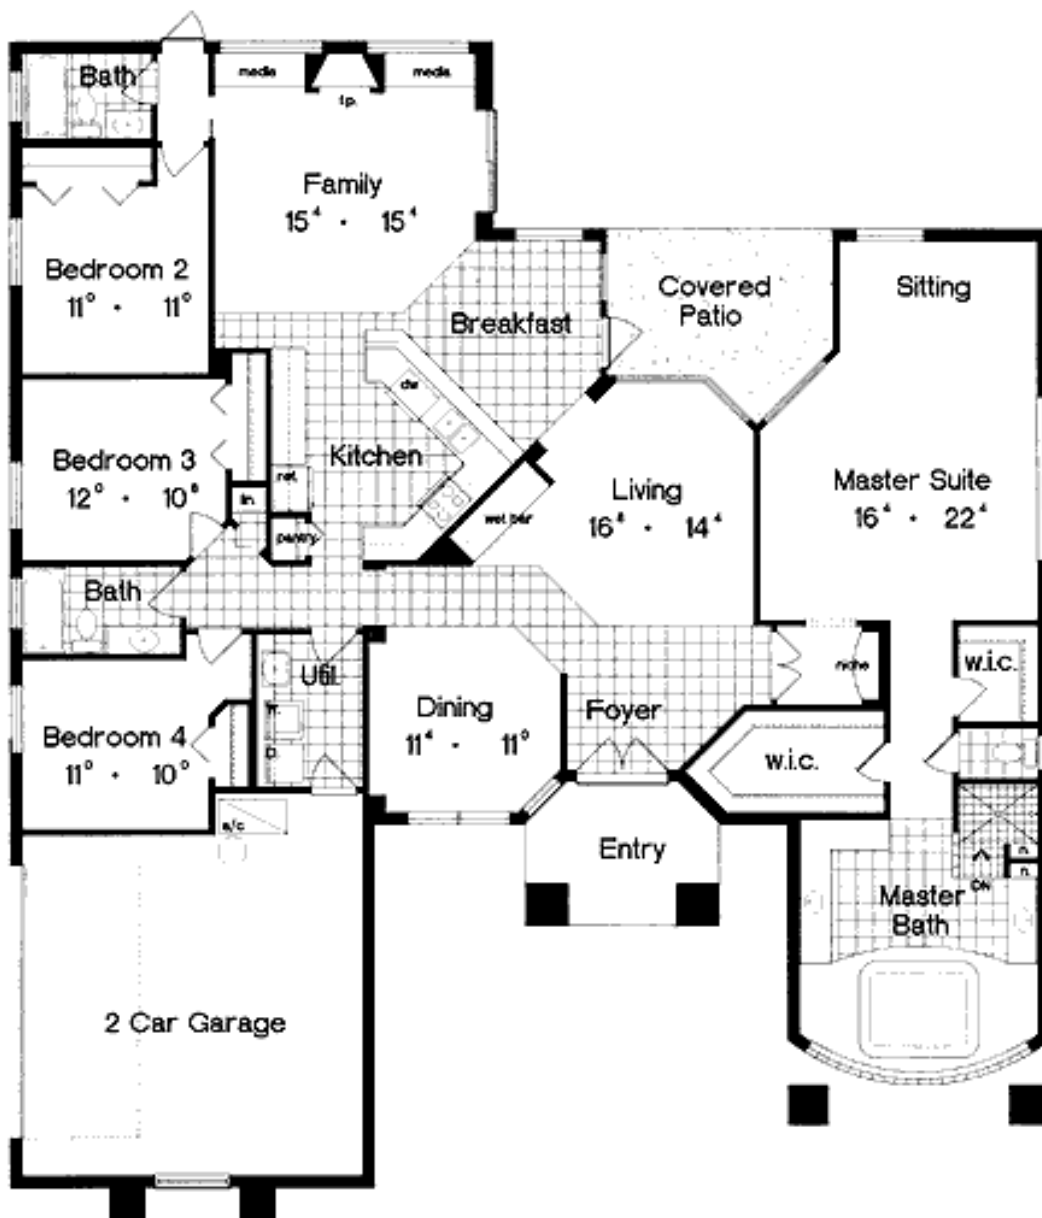 Bath
media
media
f.p.
Family
15⁴ · 15⁴
Bedroom 2
11⁰ · 11⁰
Covered
Patio
Sitting
Breakfast
dw
Kitchen
Bedroom 3
12⁰ · 10⁸
ref.
lin.
pantry
wet bar
Living
16⁸ · 14⁴
Master Suite
16⁴ · 22⁴
Bath
Util.
niche
w.i.c.
Dining
11⁴ · 11⁰
Foyer
Bedroom 4
11⁰ · 10⁰
W
D
w.i.c.
a/c
Entry
n.
n.
DN
Master
Bath
2 Car Garage